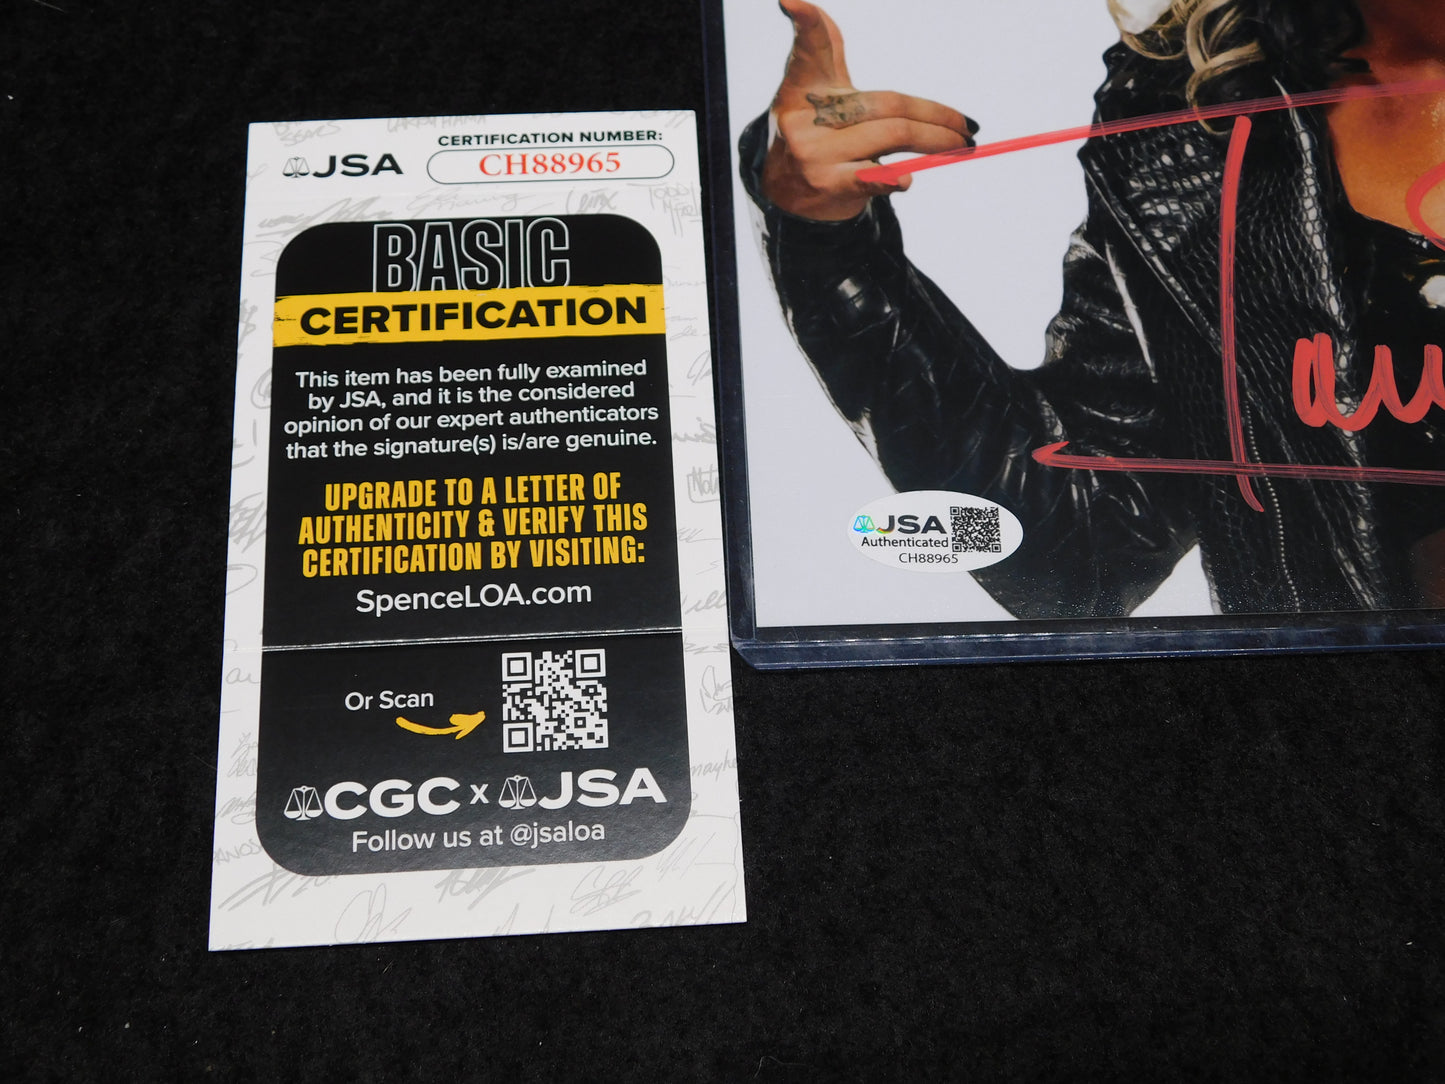 JSA
CERTIFICATION NUMBER:
CH88965
BASIC
CERTIFICATION
This item has been fully examined
by JSA, and it is the considered
opinion of our expert authenticators
that the signature(s) is/are genuine.
UPGRADE TO A LETTER OF
AUTHENTICITY & VERIFY THIS
CERTIFICATION BY VISITING:
SpenceLOA.com
Or Scan
CGC x JSA
Follow us at @jsaloa
JSA
Authenticated
CH88965